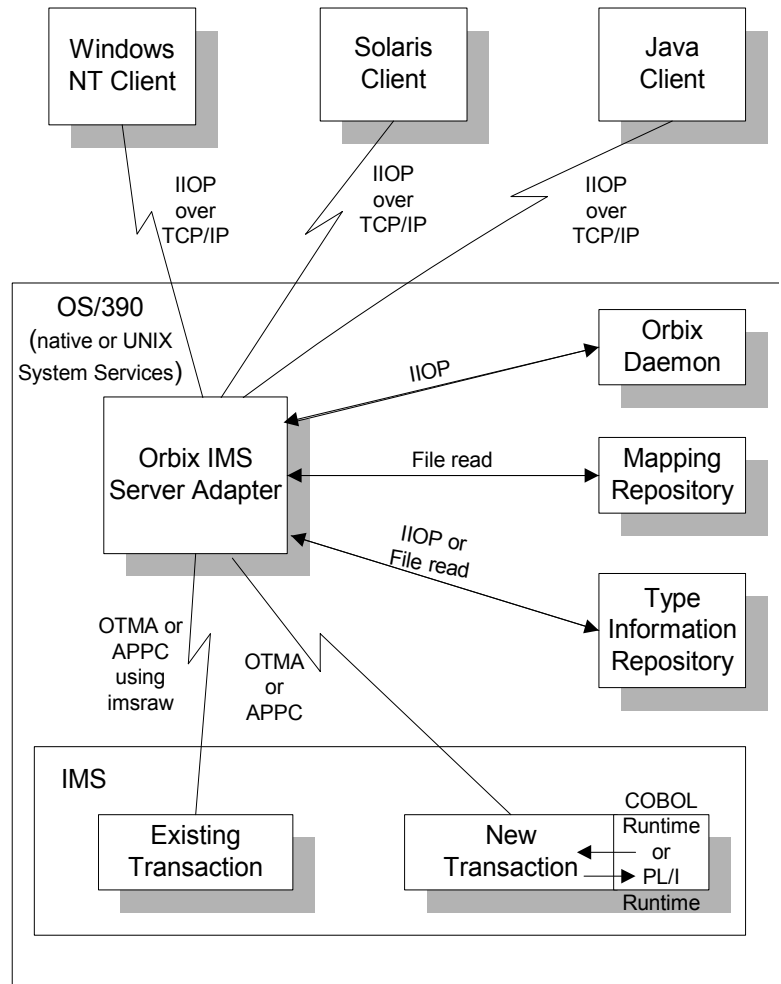 Windows
NT Client
Solaris
Client
Java
Client
IIOP
over
TCP/IP
IIOP
over
TCP/IP
IIOP
over
TCP/IP
OS/390
(native or UNIX
System Services)
Orbix
Daemon
IIOP
Orbix IMS
Server Adapter
File read
Mapping
Repository
IIOP or
File read
Type
Information
Repository
OTMA or
APPC
using
imsraw
OTMA
or
APPC
IMS
Existing
Transaction
New
Transaction
COBOL
Runtime
or
PL/I
Runtime